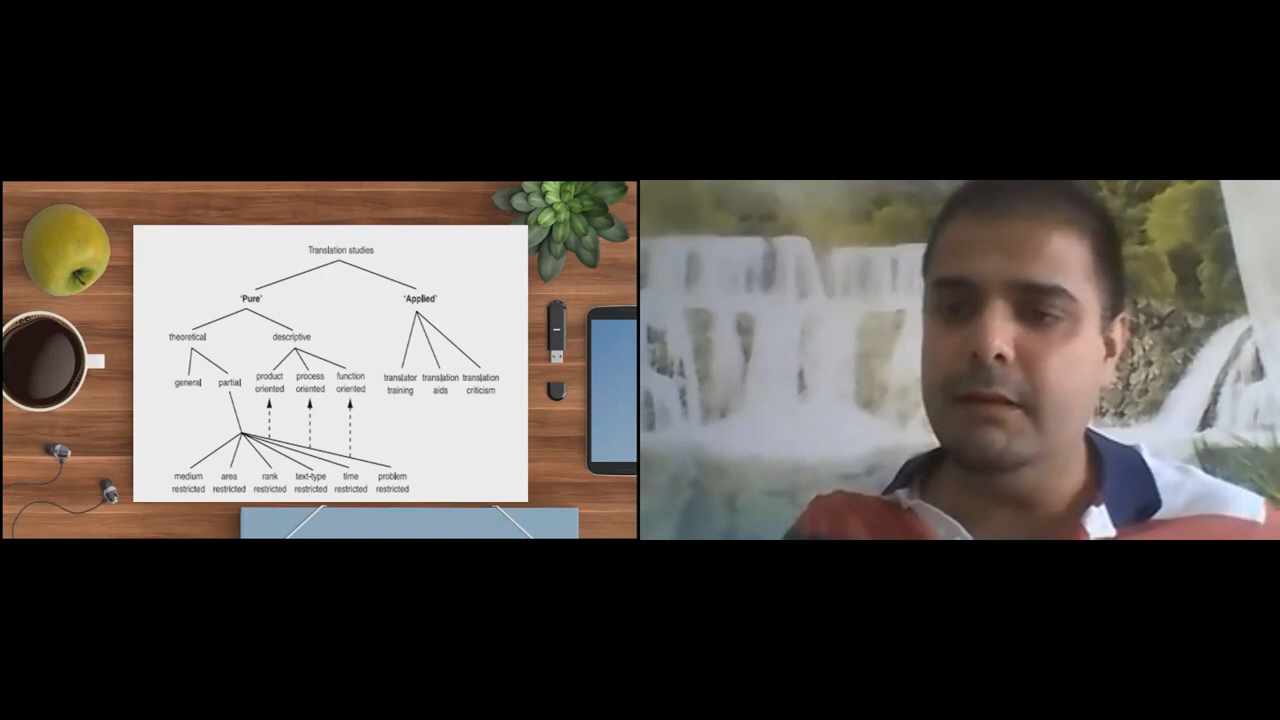 Translation studies
'Pure' 'Applied'
theoretical descriptive
general partial product oriented process oriented function oriented translator training translation aids translation criticism
medium restricted area restricted rank restricted text-type restricted time restricted problem restricted